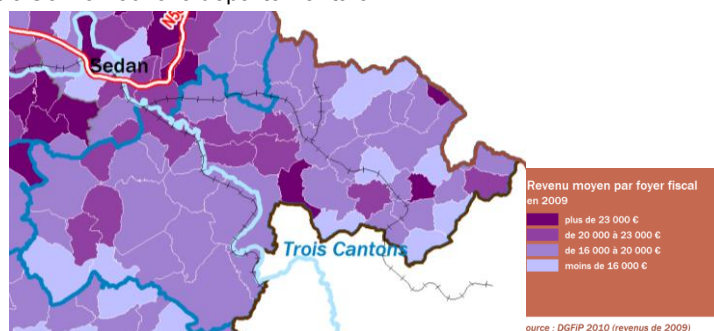 Sedan
Trois Cantons
Revenu moyen par foyer fiscal
en 2009
plus de 23 000 €
de 20 000 à 23 000 €
de 16 000 à 20 000 €
moins de 16 000 €
ource : DGFiP 2010 (revenus de 2009)